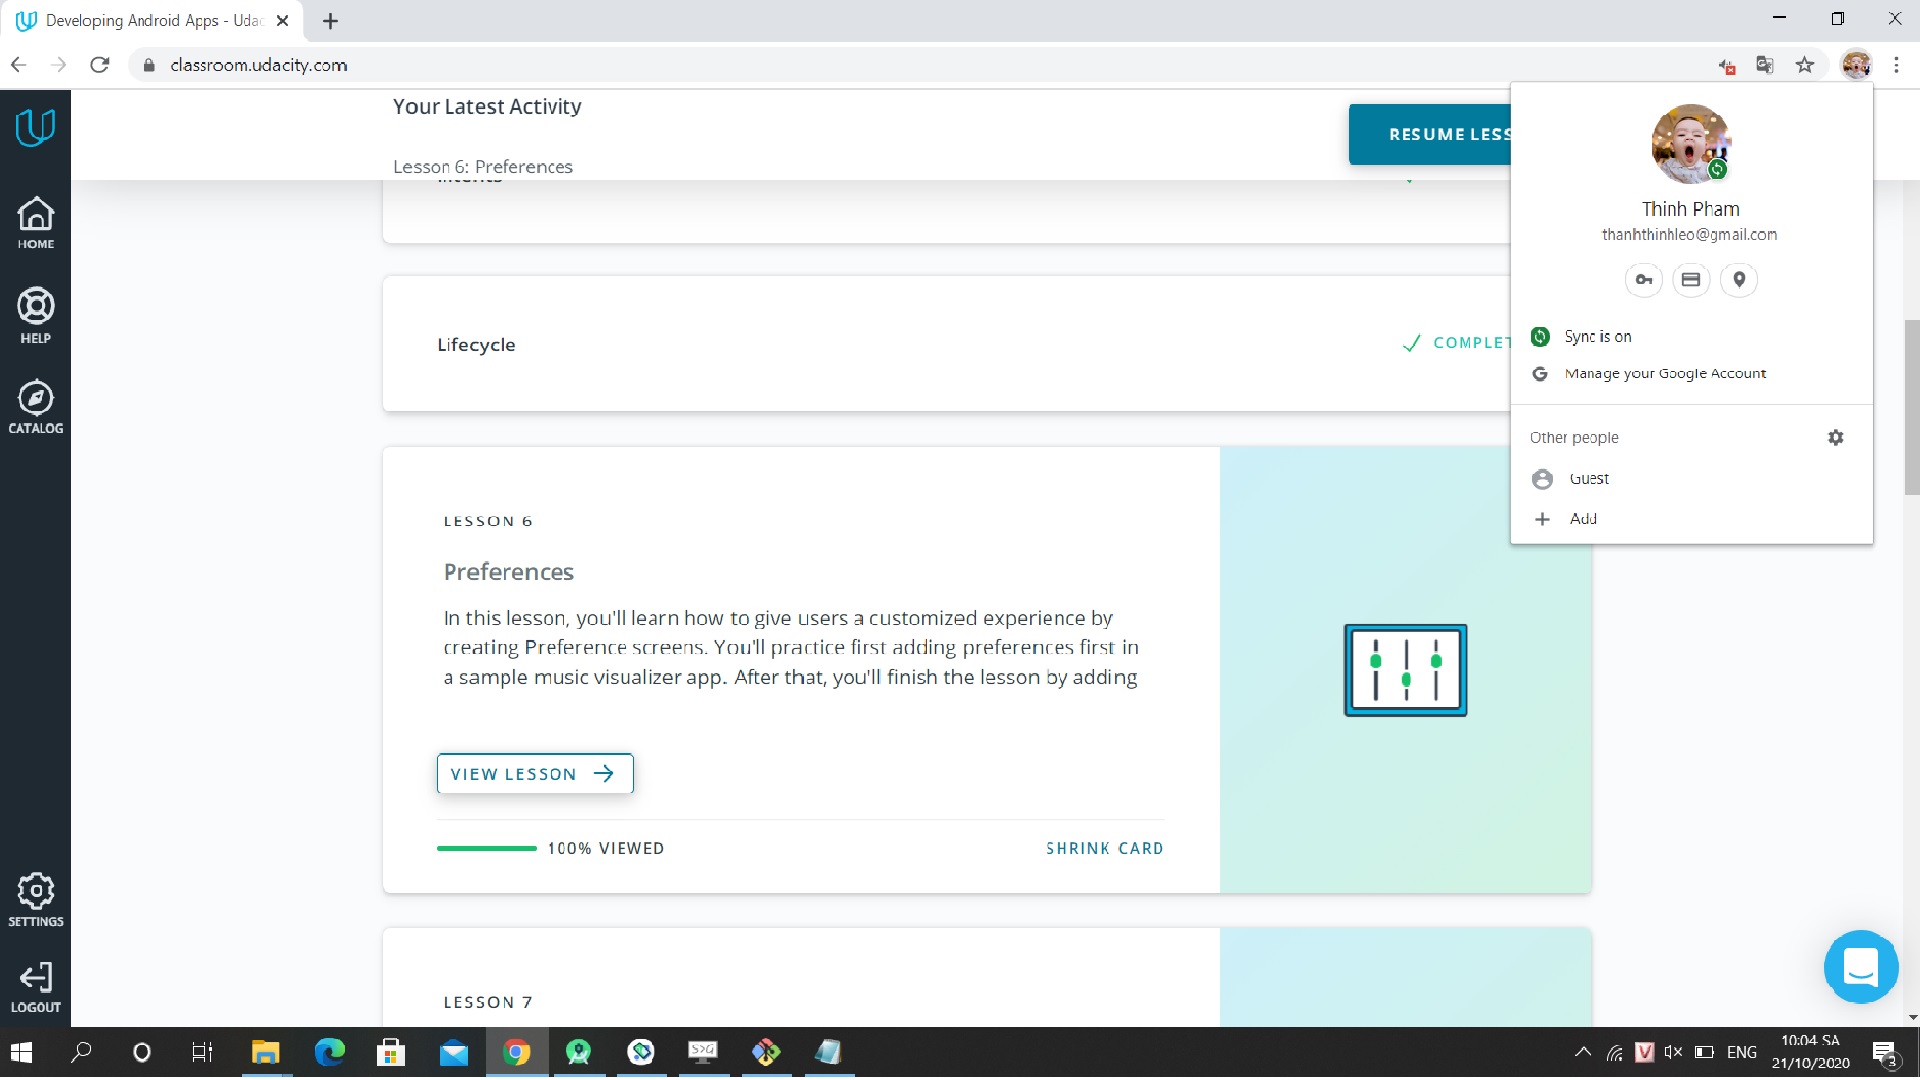 Developing Android Apps - Udac
classroom.udacity.com
HOME
HELP
CATALOG
SETTINGS
LOGOUT
Your Latest Activity
Lesson 6: Preferences
RESUME LESS
Lifecycle
COMPLET
LESSON 6
Preferences
In this lesson, you'll learn how to give users a customized experience by
creating Preference screens. You'll practice first adding preferences first in
a sample music visualizer app. After that, you'll finish the lesson by adding
VIEW LESSON
100% VIEWED
SHRINK CARD
LESSON 7
Thinh Pham
thanhthinhleo@gmail.com
Sync is on
Manage your Google Account
Other people
Guest
Add
ENG
10:04 SA
21/10/2020
3